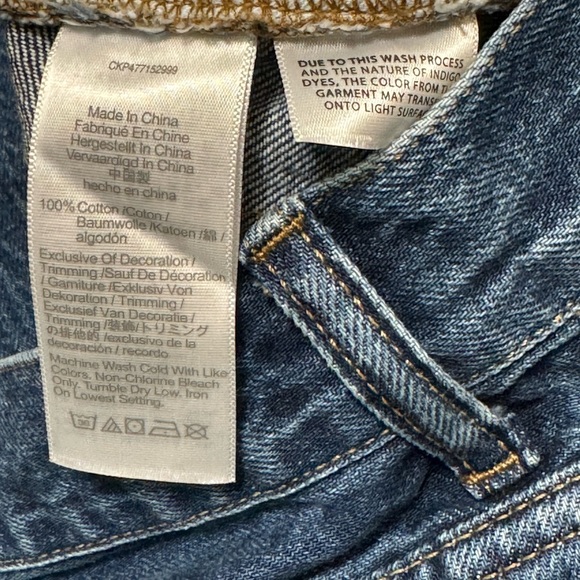 CKP477152999
Made In China
Fabriqué En Chine
Hergestellt In China
Vervaardigd In China
中国製
hecho en china
100% Cotton /Coton /
Baumwolle /Katoen /綿 /
algodón
Exclusive Of Decoration /
Trimming /Sauf De Décoration
/ Garniture /Exklusiv Von
Dekoration / Trimming /
Exclusief Van Decoratie /
Trimming /装飾/トリミング
の排他的 /exclusivo de la
decoración / recordo
Machine Wash Cold With Like
Colors. Non-Chlorine Bleach
Only. Tumble Dry Low. Iron
On Lowest Setting.
DUE TO THIS WASH PROCESS
AND THE NATURE OF INDIGO
DYES, THE COLOR FROM
GARMENT MAY
ONTO LIGHT